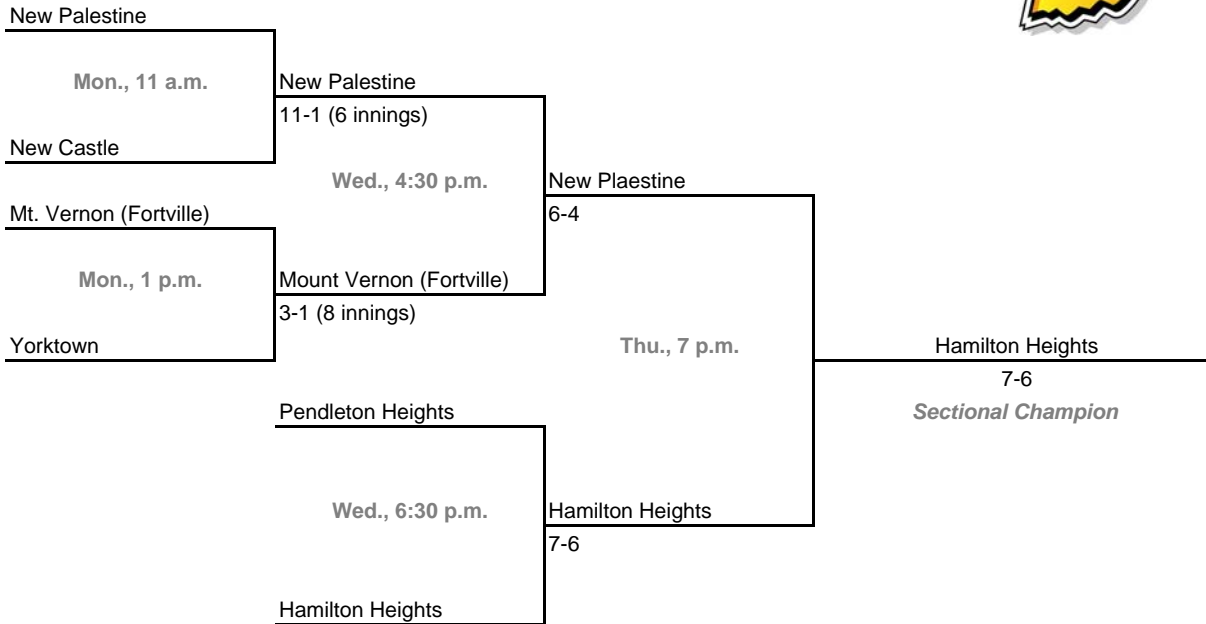 New Palestine
Mon., 11 a.m.
New Palestine
11-1 (6 innings)
New Castle
Wed., 4:30 p.m.
New Plaestine
Mt. Vernon (Fortville)
6-4
Mon., 1 p.m.
Mount Vernon (Fortville)
3-1 (8 innings)
Yorktown
Thu., 7 p.m.
Hamilton Heights
7-6
Pendleton Heights
Sectional Champion
Wed., 6:30 p.m.
Hamilton Heights
7-6
Hamilton Heights